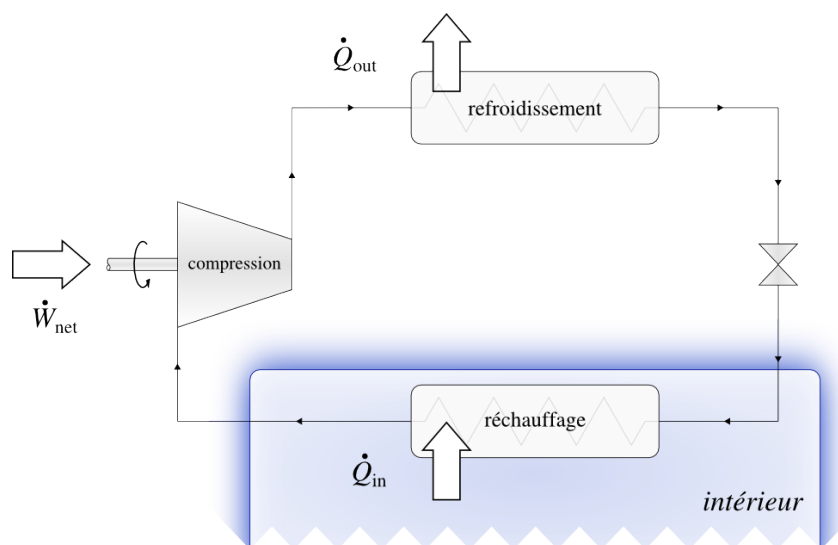 Q̇out
refroidissement
compression
Ẇnet
réchauffage
Q̇in
intérieur